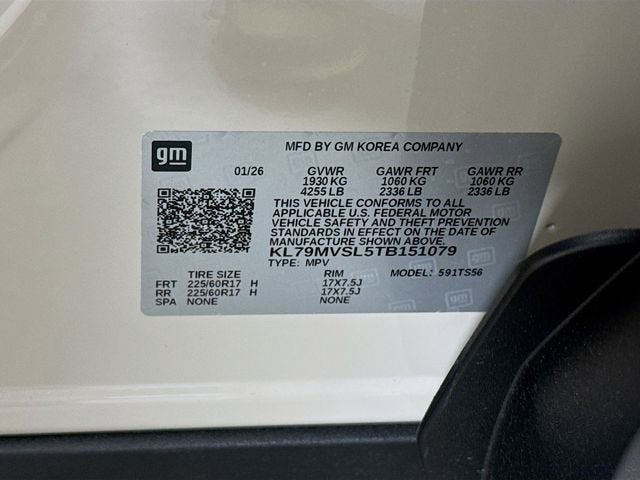 gm
MFD BY GM KOREA COMPANY
01/26 GVWR GAWR FRT GAWR RR
1930 KG 1060 KG 1060 KG
4255 LB 2336 LB 2336 LB
THIS VEHICLE CONFORMS TO ALL
APPLICABLE U.S. FEDERAL MOTOR
VEHICLE SAFETY AND THEFT PREVENTION
STANDARDS IN EFFECT ON THE DATE OF
MANUFACTURE SHOWN ABOVE.
KL79MVSL5TB151079
TYPE: MPV MODEL: 591TS56
TIRE SIZE RIM
FRT 225/60R17 H 17X7.5J
RR 225/60R17 H 17X7.5J
SPA NONE NONE